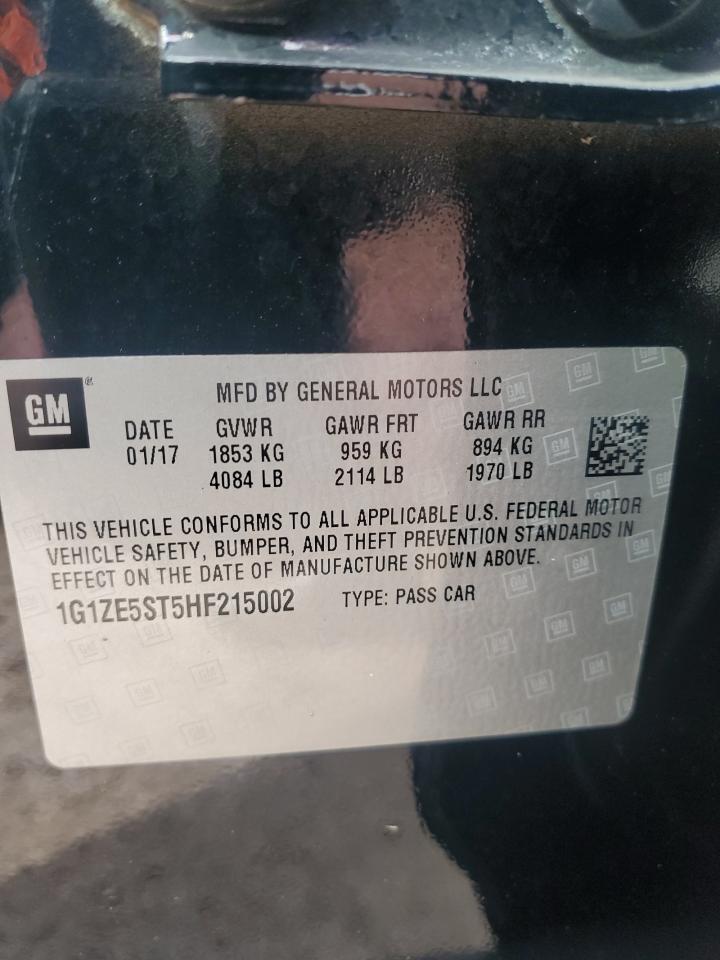 GM
®
MFD BY GENERAL MOTORS LLC
DATE GVWR GAWR FRT GAWR RR
01/17 1853 KG 959 KG 894 KG
4084 LB 2114 LB 1970 LB
THIS VEHICLE CONFORMS TO ALL APPLICABLE U.S. FEDERAL MOTOR
VEHICLE SAFETY, BUMPER, AND THEFT PREVENTION STANDARDS IN
EFFECT ON THE DATE OF MANUFACTURE SHOWN ABOVE.
1G1ZE5ST5HF215002 TYPE: PASS CAR